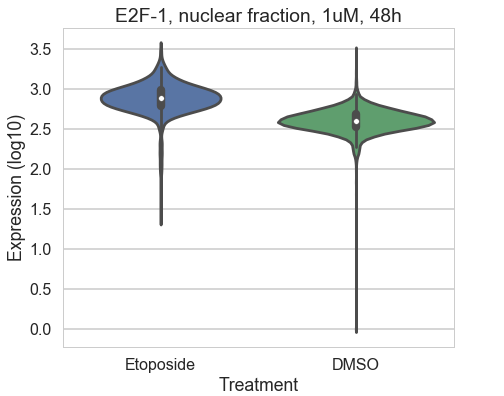 E2F-1, nuclear fraction, 1uM, 48h
Expression (log10)
3.5
3.0
2.5
2.0
1.5
1.0
0.5
0.0
Etoposide DMSO
Treatment